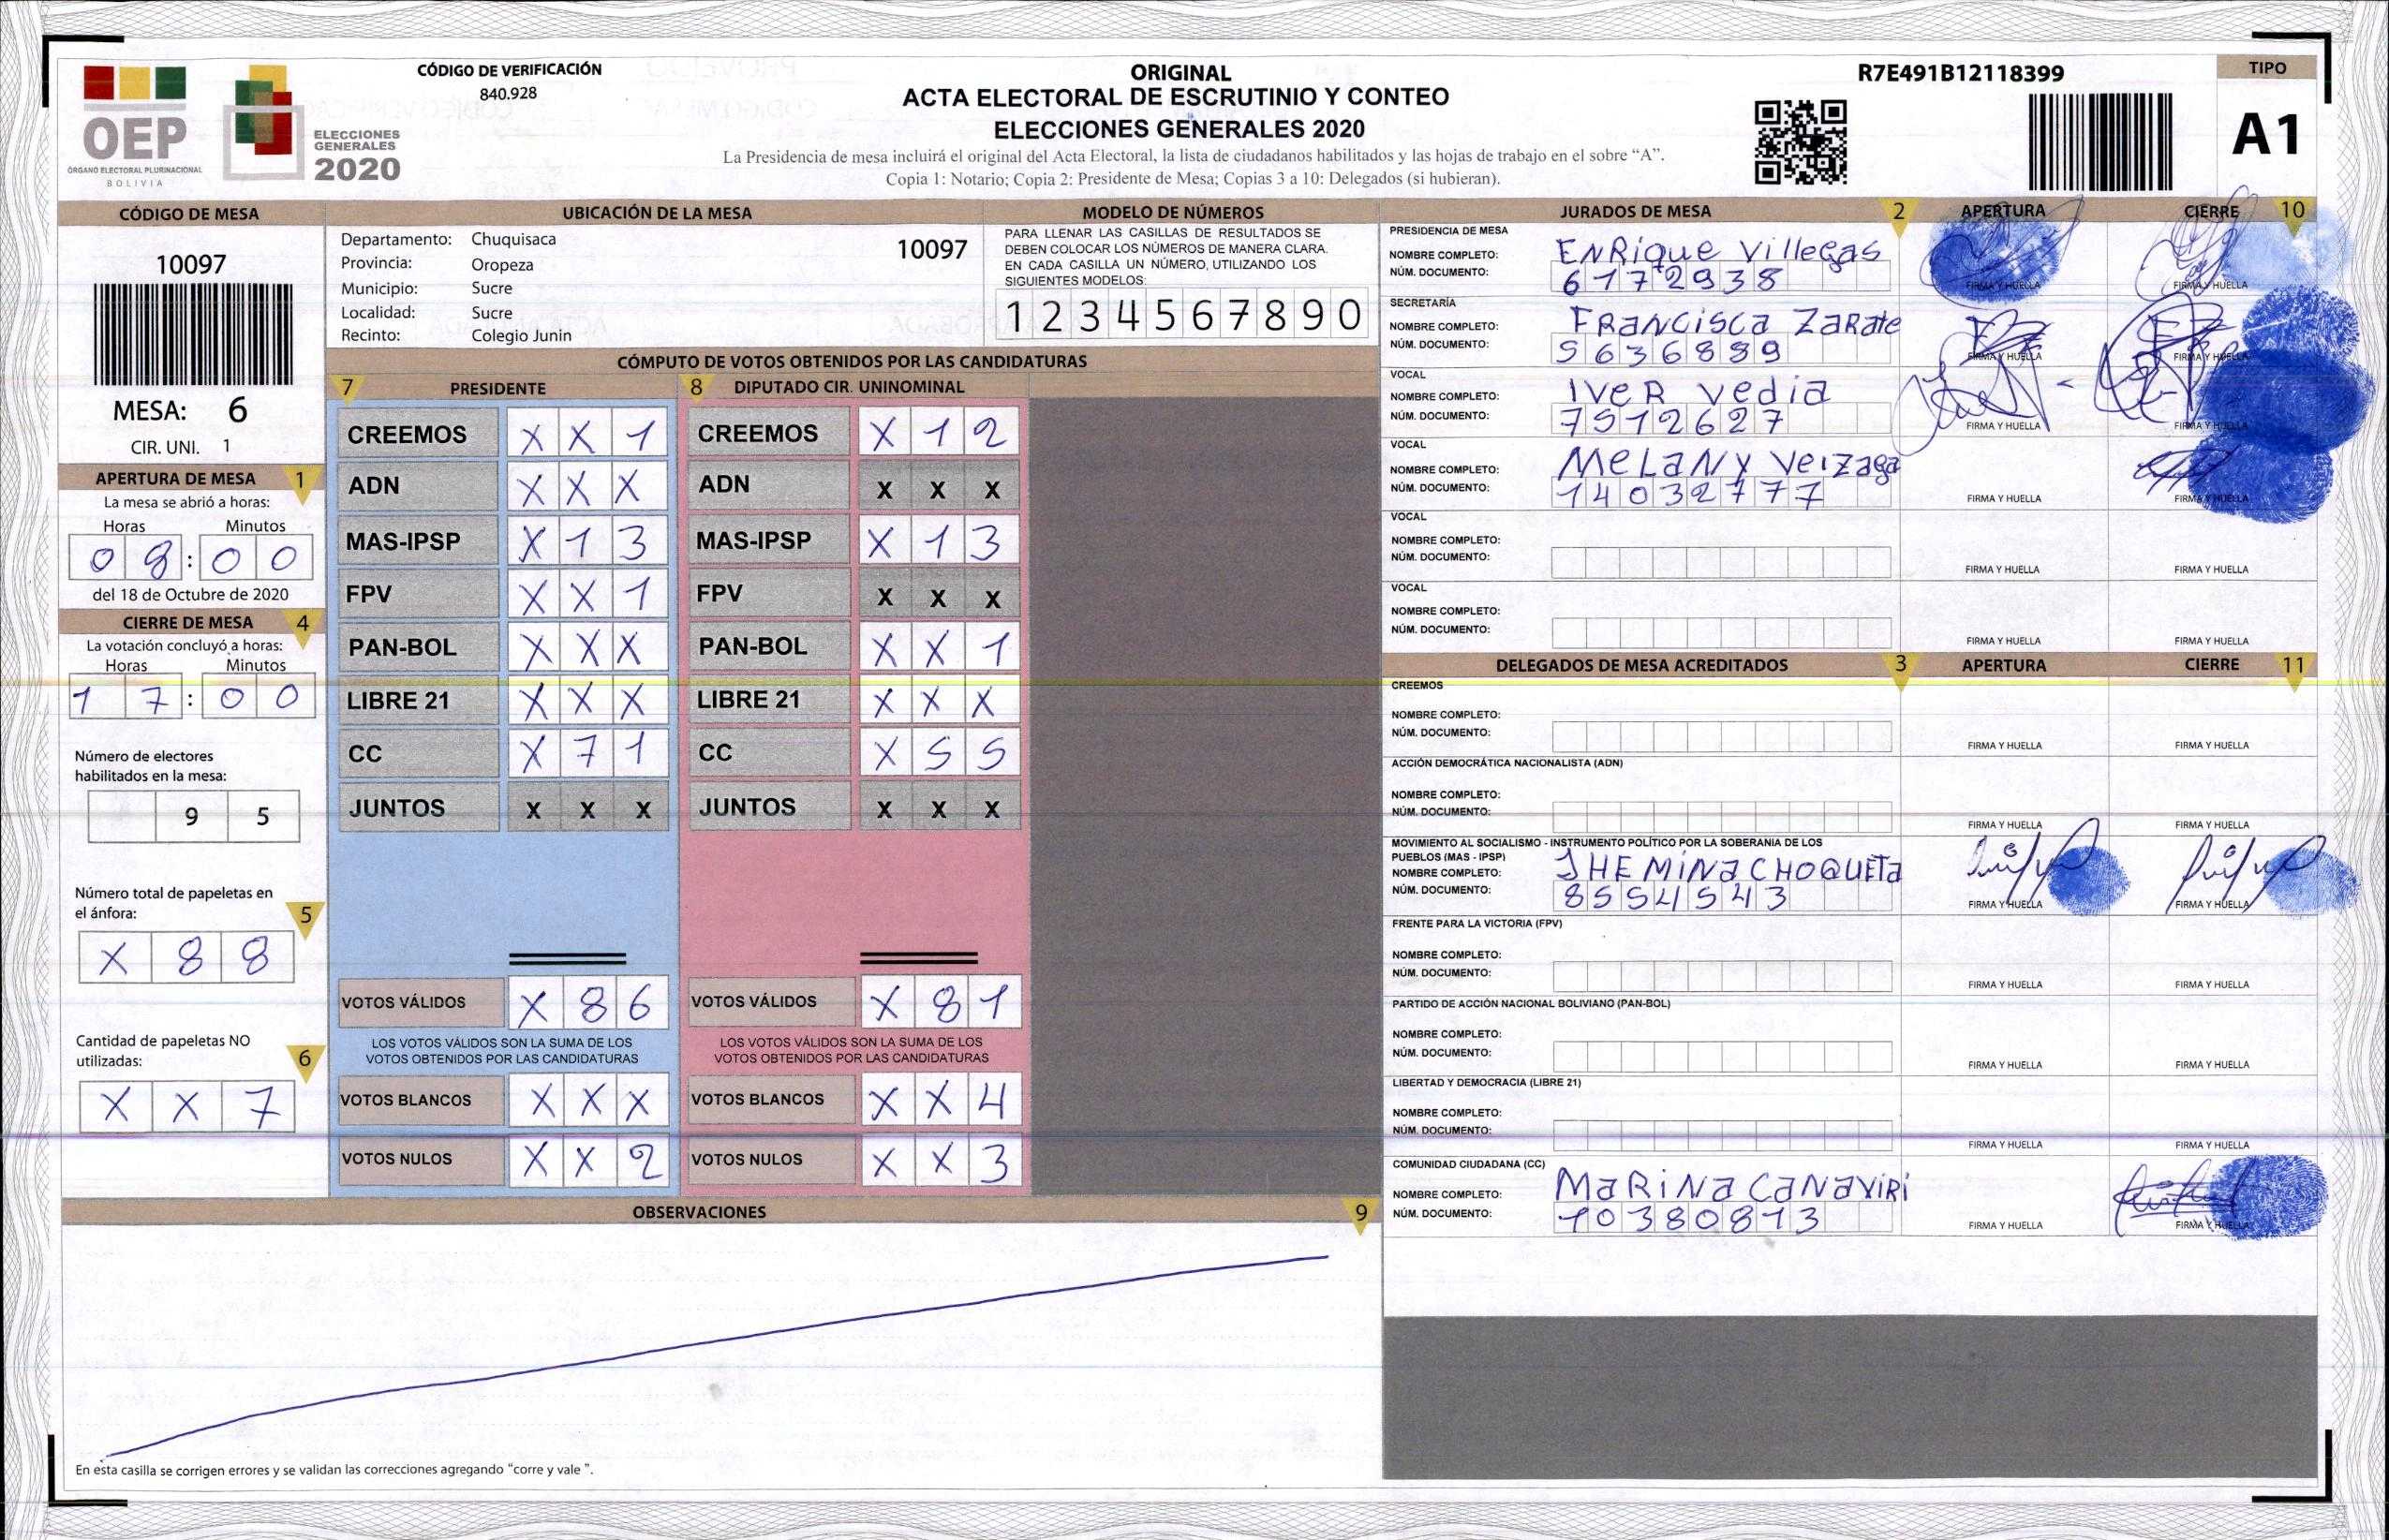 OEP
ÓRGANO ELECTORAL PLURINACIONAL
BOLIVIA
ELECCIONES
GENERALES
2020
CÓDIGO DE VERIFICACIÓN
840.928
ORIGINAL
ACTA ELECTORAL DE ESCRUTINIO Y CONTEO
ELECCIONES GENERALES 2020
La Presidencia de mesa incluirá el original del Acta Electoral, la lista de ciudadanos habilitados y las hojas de trabajo en el sobre “A”.
Copia 1: Notario; Copia 2: Presidente de Mesa; Copias 3 a 10: Delegados (si hubieran).
R7E491B12118399
TIPO
A1
CÓDIGO DE MESA
10097
MESA: 6
CIR. UNI. 1
APERTURA DE MESA 1
La mesa se abrió a horas:
Horas Minutos
0 8 : 0 0
del 18 de Octubre de 2020
CIERRE DE MESA 4
La votación concluyó a horas:
Horas Minutos
1 7 : 0 0
Número de electores
habilitados en la mesa:
9 5
Número total de papeletas en
el ánfora: 5
X 8 8
Cantidad de papeletas NO
utilizadas: 6
X X 7
UBICACIÓN DE LA MESA
Departamento: Chuquisaca 10097
Provincia: Oropeza
Municipio: Sucre
Localidad: Sucre
Recinto: Colegio Junin
MODELO DE NÚMEROS
PARA LLENAR LAS CASILLAS DE RESULTADOS SE
DEBEN COLOCAR LOS NÚMEROS DE MANERA CLARA.
EN CADA CASILLA UN NÚMERO, UTILIZANDO LOS
SIGUIENTES MODELOS:
1 2 3 4 5 6 7 8 9 0
CÓMPUTO DE VOTOS OBTENIDOS POR LAS CANDIDATURAS
7 PRESIDENTE
CREEMOS X X 1
ADN X X X
MAS-IPSP X 1 3
FPV X X 1
PAN-BOL X X X
LIBRE 21 X X X
CC X 7 1
JUNTOS X X X
VOTOS VÁLIDOS X 8 6
LOS VOTOS VÁLIDOS SON LA SUMA DE LOS
VOTOS OBTENIDOS POR LAS CANDIDATURAS
VOTOS BLANCOS X X X
VOTOS NULOS X X 2
8 DIPUTADO CIR. UNINOMINAL
CREEMOS X 1 2
ADN X X X
MAS-IPSP X 1 3
FPV X X X
PAN-BOL X X 1
LIBRE 21 X X X
CC X 5 5
JUNTOS X X X
VOTOS VÁLIDOS X 8 1
LOS VOTOS VÁLIDOS SON LA SUMA DE LOS
VOTOS OBTENIDOS POR LAS CANDIDATURAS
VOTOS BLANCOS X X 4
VOTOS NULOS X X 3
OBSERVACIONES 9
En esta casilla se corrigen errores y se validan las correcciones agregando “corre y vale ”.
JURADOS DE MESA 2 APERTURA CIERRE 10
PRESIDENCIA DE MESA
NOMBRE COMPLETO: ENRique Villegas
NÚM. DOCUMENTO: 6172938
FIRMA Y HUELLA FIRMA Y HUELLA
SECRETARÍA
NOMBRE COMPLETO: FRANCisca ZaRate
NÚM. DOCUMENTO: 5636889
FIRMA Y HUELLA FIRMA Y HUELLA
VOCAL
NOMBRE COMPLETO: IVeR Vedia
NÚM. DOCUMENTO: 7512627
FIRMA Y HUELLA FIRMA Y HUELLA
VOCAL
NOMBRE COMPLETO: MeLaNy Veizaga
NÚM. DOCUMENTO: 14032777
FIRMA Y HUELLA FIRMA Y HUELLA
VOCAL
NOMBRE COMPLETO:
NÚM. DOCUMENTO:
FIRMA Y HUELLA FIRMA Y HUELLA
VOCAL
NOMBRE COMPLETO:
NÚM. DOCUMENTO:
FIRMA Y HUELLA FIRMA Y HUELLA
DELEGADOS DE MESA ACREDITADOS 3 APERTURA CIERRE 11
CREEMOS
NOMBRE COMPLETO:
NÚM. DOCUMENTO:
FIRMA Y HUELLA FIRMA Y HUELLA
ACCIÓN DEMOCRÁTICA NACIONALISTA (ADN)
NOMBRE COMPLETO:
NÚM. DOCUMENTO:
FIRMA Y HUELLA FIRMA Y HUELLA
MOVIMIENTO AL SOCIALISMO - INSTRUMENTO POLÍTICO POR LA SOBERANIA DE LOS
PUEBLOS (MAS - IPSP)
NOMBRE COMPLETO: JHEMiNa CHOQUETa
NÚM. DOCUMENTO: 8554543
FIRMA Y HUELLA FIRMA Y HUELLA
FRENTE PARA LA VICTORIA (FPV)
NOMBRE COMPLETO:
NÚM. DOCUMENTO:
FIRMA Y HUELLA FIRMA Y HUELLA
PARTIDO DE ACCIÓN NACIONAL BOLIVIANO (PAN-BOL)
NOMBRE COMPLETO:
NÚM. DOCUMENTO:
FIRMA Y HUELLA FIRMA Y HUELLA
LIBERTAD Y DEMOCRACIA (LIBRE 21)
NOMBRE COMPLETO:
NÚM. DOCUMENTO:
FIRMA Y HUELLA FIRMA Y HUELLA
COMUNIDAD CIUDADANA (CC)
NOMBRE COMPLETO: MaRiNa CaNaViRi
NÚM. DOCUMENTO: 10380813
FIRMA Y HUELLA FIRMA Y HUELLA